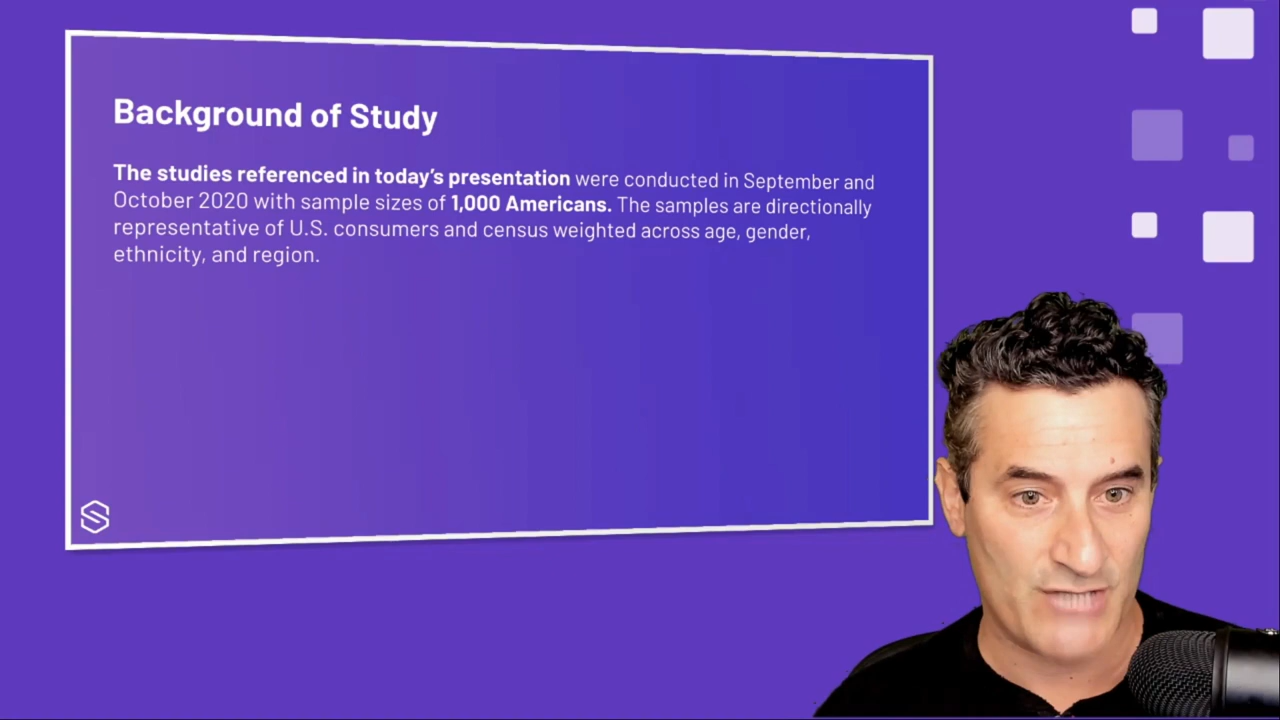 Background of Study
The studies referenced in today's presentation were conducted in September and
October 2020 with sample sizes of 1,000 Americans. The samples are directionally
representative of U.S. consumers and census weighted across age, gender,
ethnicity, and region.